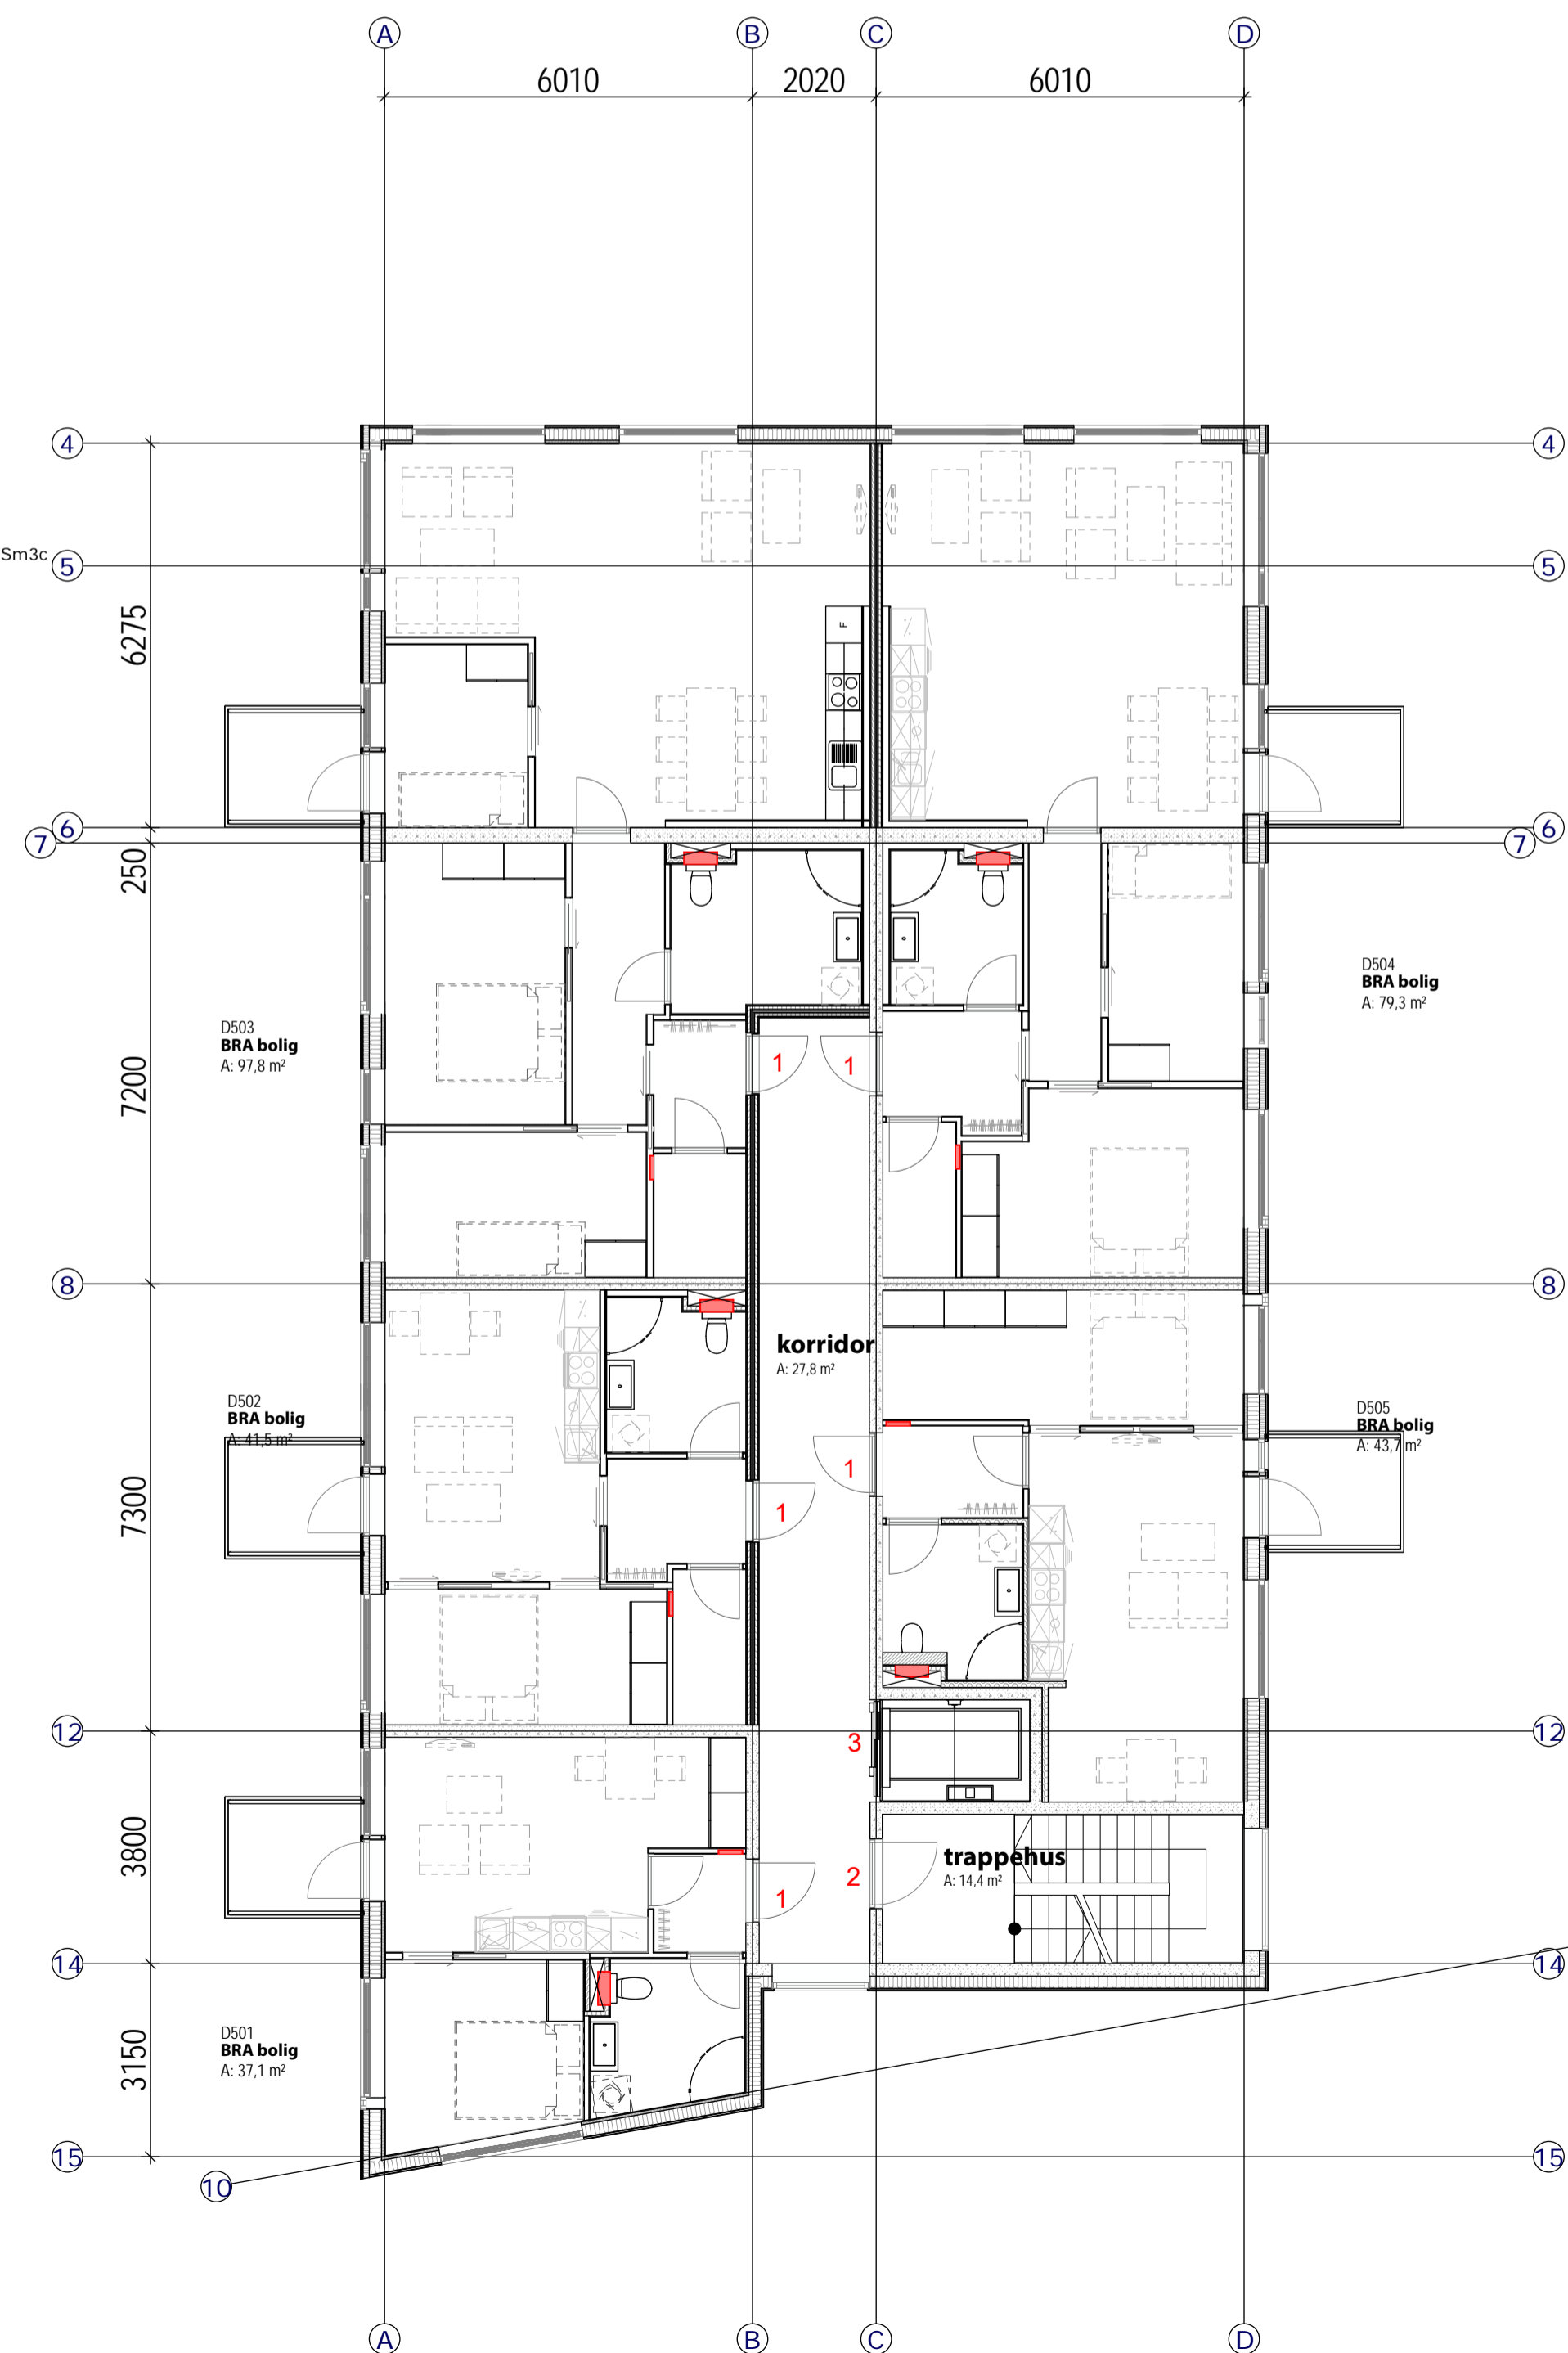 A B C D
6010 2020 6010
4 4
Sm3c
5 5
6275
F
6 6
7 7
250
D504
BRA bolig
A: 79,3 m²
D503
BRA bolig
A: 97,8 m²
1 1
7200
8 8
korridor
A: 27,8 m²
D502
BRA bolig
A: 41,5 m²
D505
BRA bolig
A: 43,7 m²
1
1
7300
12 12
3
3800
trappehus
A: 14,4 m²
2
1
14 14
D501
BRA bolig
A: 37,1 m²
3150
15 15
10
A B C D